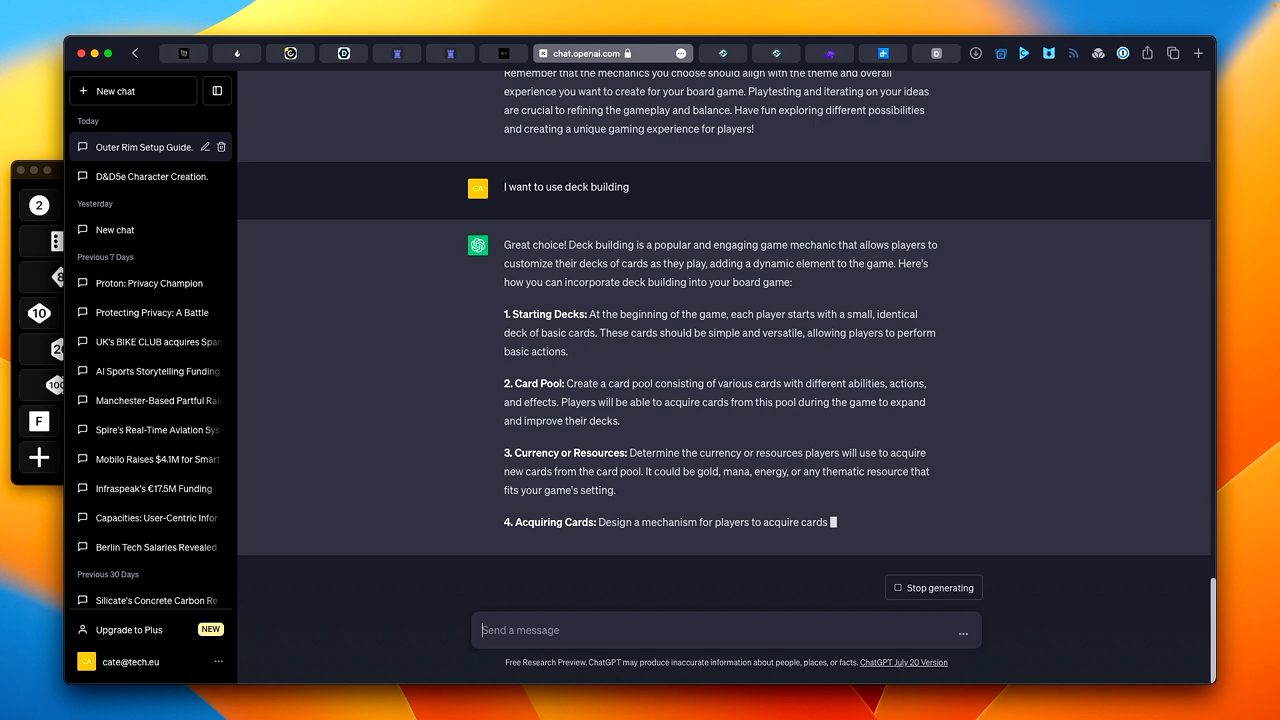 chat.openai.com
New chat
Today
Outer Rim Setup Guide.
D&D5e Character Creation.
Yesterday
New chat
Previous 7 Days
Proton: Privacy Champion
Protecting Privacy: A Battle
UK's BIKE CLUB acquires Span
AI Sports Storytelling Funding
Manchester-Based Partful Rais
Spire's Real-Time Aviation Sys
Mobilo Raises $4.1M for Smart
Infraspeak's €17.5M Funding
Capacities: User-Centric Infor
Berlin Tech Salaries Revealed
Previous 30 Days
Silicate's Concrete Carbon Re
Upgrade to Plus NEW
CA cate@tech.eu
2
8
10
20
100
F
Remember that the mechanics you choose should align with the theme and overall
experience you want to create for your board game. Playtesting and iterating on your ideas
are crucial to refining the gameplay and balance. Have fun exploring different possibilities
and creating a unique gaming experience for players!
CA I want to use deck building
Great choice! Deck building is a popular and engaging game mechanic that allows players to
customize their decks of cards as they play, adding a dynamic element to the game. Here's
how you can incorporate deck building into your board game:
1. Starting Decks: At the beginning of the game, each player starts with a small, identical
deck of basic cards. These cards should be simple and versatile, allowing players to perform
basic actions.
2. Card Pool: Create a card pool consisting of various cards with different abilities, actions,
and effects. Players will be able to acquire cards from this pool during the game to expand
and improve their decks.
3. Currency or Resources: Determine the currency or resources players will use to acquire
new cards from the card pool. It could be gold, mana, energy, or any thematic resource that
fits your game's setting.
4. Acquiring Cards: Design a mechanism for players to acquire cards
Stop generating
Send a message
Free Research Preview. ChatGPT may produce inaccurate information about people, places, or facts. ChatGPT July 20 Version